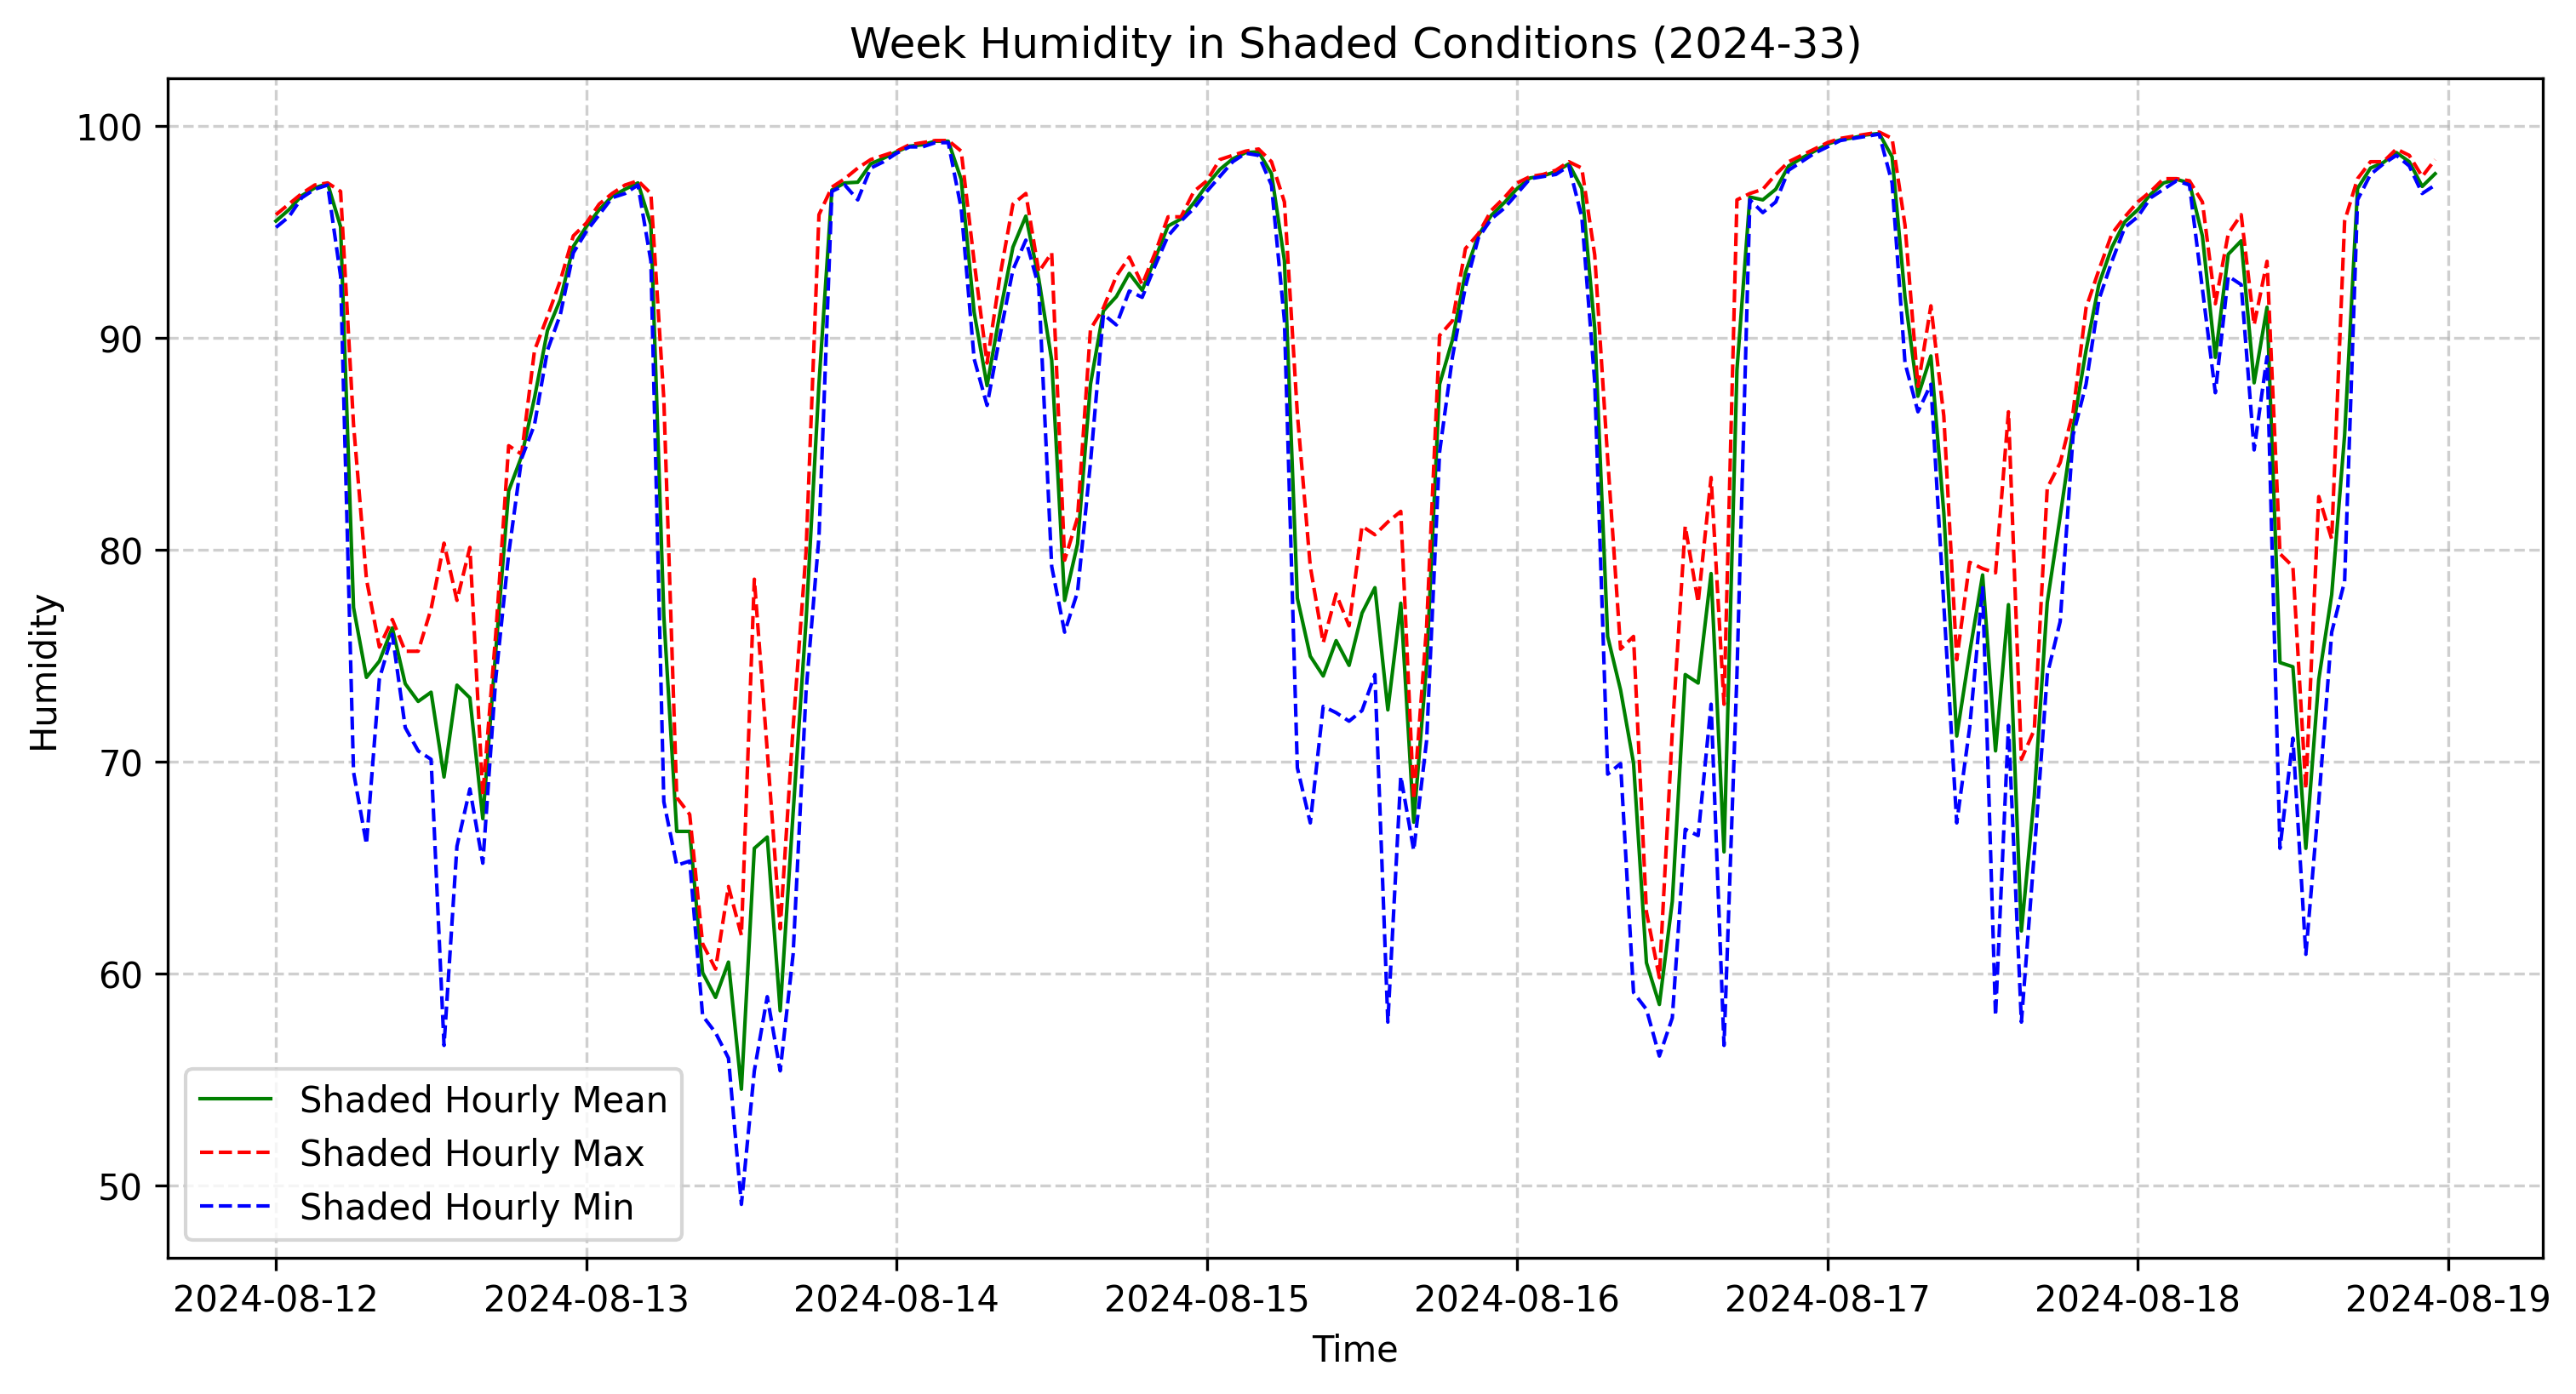 Week Humidity in Shaded Conditions (2024-33)
100
90
80
70
60
50
Humidity
Shaded Hourly Mean
Shaded Hourly Max
Shaded Hourly Min
2024-08-12 2024-08-13 2024-08-14 2024-08-15 2024-08-16 2024-08-17 2024-08-18 2024-08-19
Time